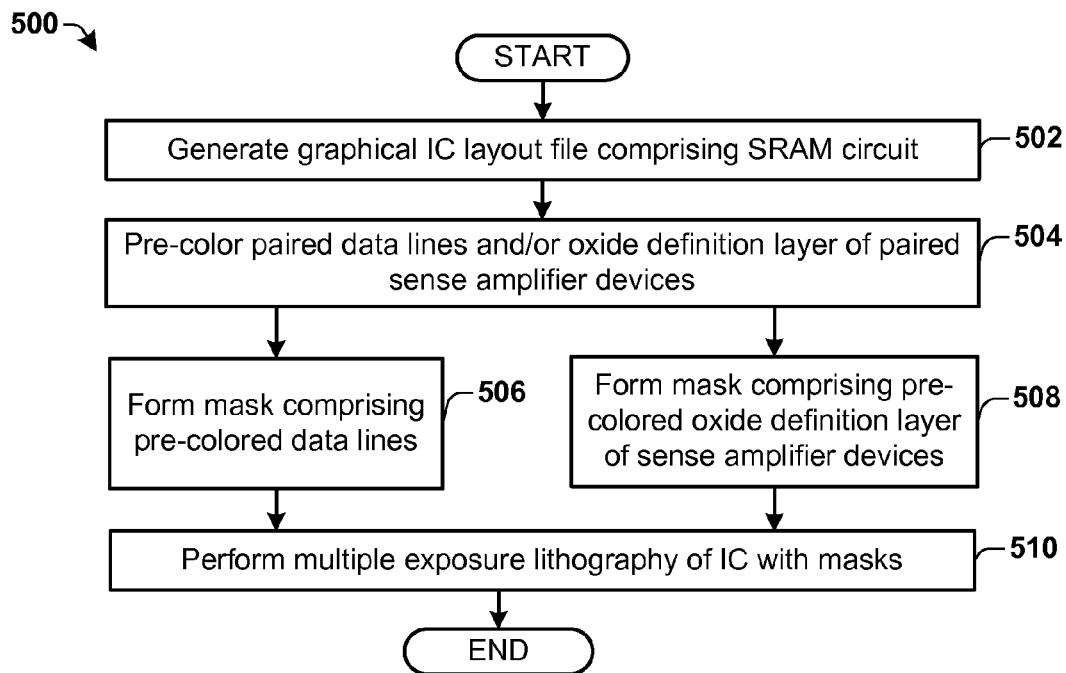 500
START
Generate graphical IC layout file comprising SRAM circuit
502
Pre-color paired data lines and/or oxide definition layer of paired
sense amplifier devices
504
Form mask comprising
pre-colored data lines
506
Form mask comprising pre-
colored oxide definition layer
of sense amplifier devices
508
Perform multiple exposure lithography of IC with masks
510
END